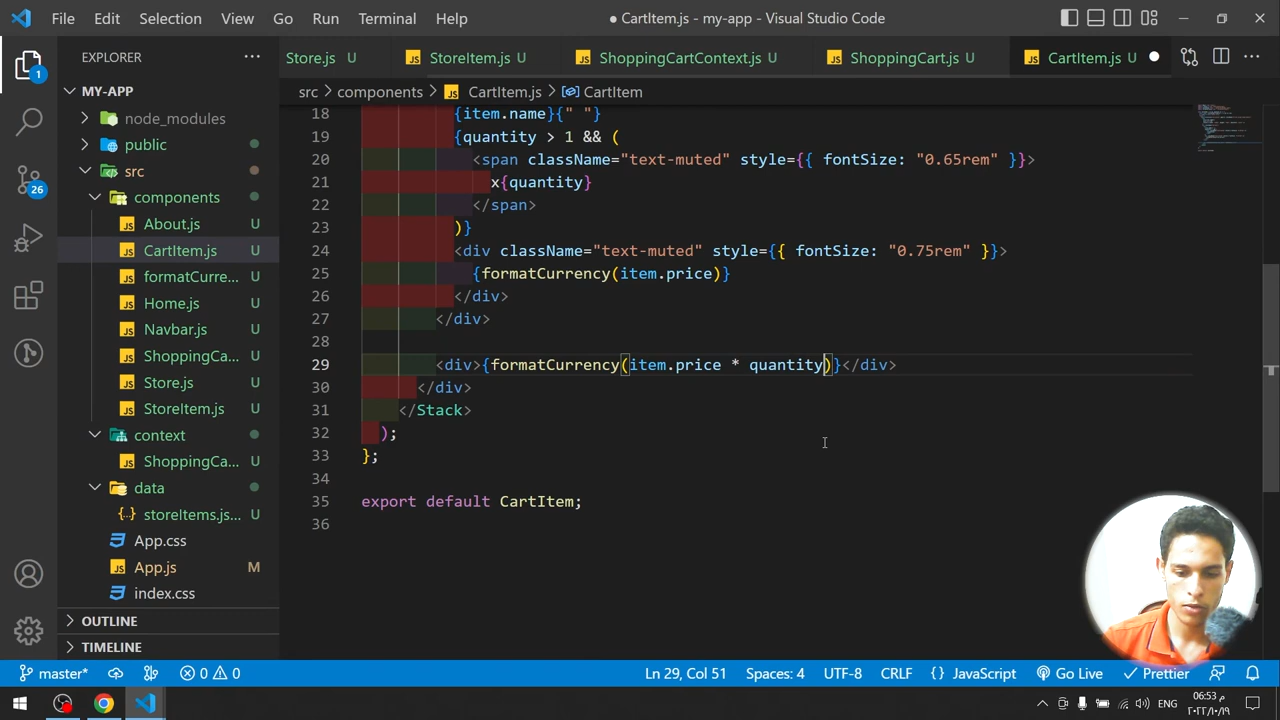 File Edit Selection View Go Run Terminal Help
● CartItem.js - my-app - Visual Studio Code
EXPLORER
Store.js U
StoreItem.js U
ShoppingCartContext.js U
ShoppingCart.js U
CartItem.js U
MY-APP
src > components > CartItem.js > CartItem
node_modules
public
src
components
About.js U
CartItem.js U
formatCurre... U
Home.js U
Navbar.js U
ShoppingCa... U
Store.js U
StoreItem.js U
context
ShoppingCa... U
data
storeItems.js... U
App.css
App.js M
index.css
OUTLINE
TIMELINE
1
26
18 {item.name}{" "}
19 {quantity > 1 && (
20 <span className="text-muted" style={{ fontSize: "0.65rem" }}>
21 x{quantity}
22 </span>
23 )}
24 <div className="text-muted" style={{ fontSize: "0.75rem" }}>
25 {formatCurrency(item.price)}
26 </div>
27 </div>
28
29 <div>{formatCurrency(item.price * quantity)}</div>
30 </div>
31 </Stack>
32 );
33 };
34
35 export default CartItem;
36
master* 0 0 Ln 29, Col 51 Spaces: 4 UTF-8 CRLF {} JavaScript Go Live Prettier
ENG 06:53 م
٢٠٢٢/١٠/١٩